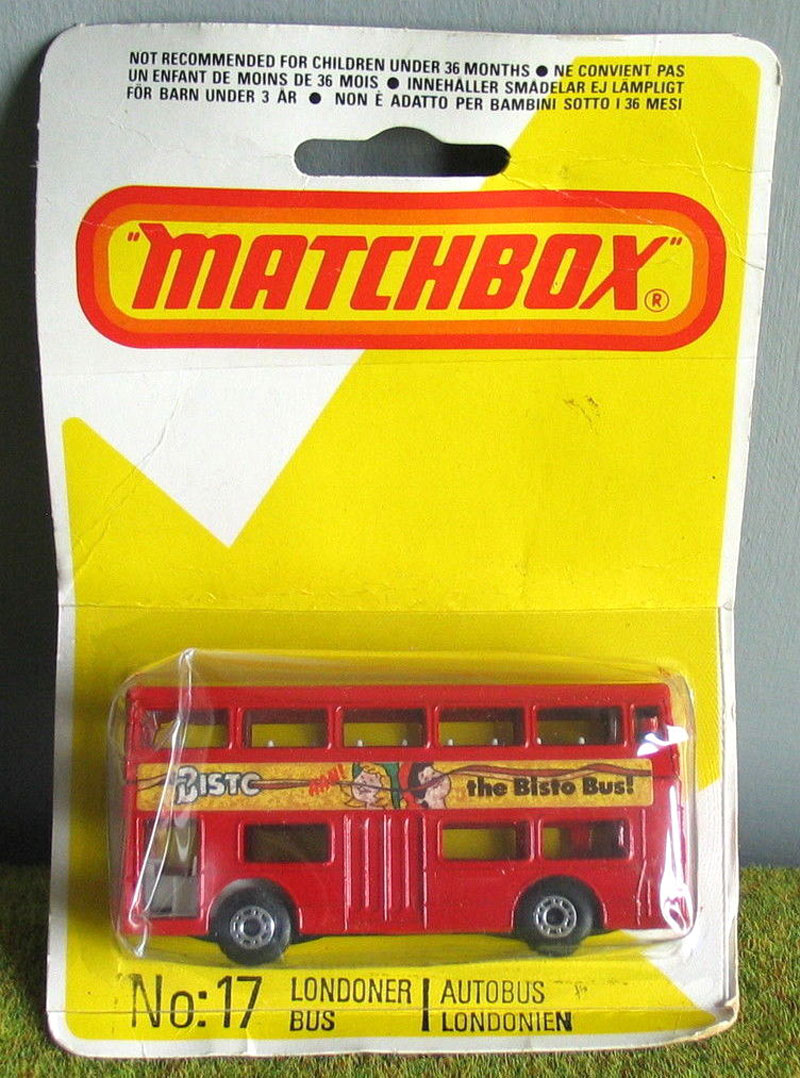 NOT RECOMMENDED FOR CHILDREN UNDER 36 MONTHS ● NE CONVIENT PAS
UN ENFANT DE MOINS DE 36 MOIS ● INNEHÅLLER SMÅDELAR EJ LÄMPLIGT
FÖR BARN UNDER 3 ÅR ● NON È ADATTO PER BAMBINI SOTTO I 36 MESI
"MATCHBOX"®
BISTO AAH! the Bisto Bus!
No:17 LONDONER | AUTOBUS
BUS | LONDONIEN